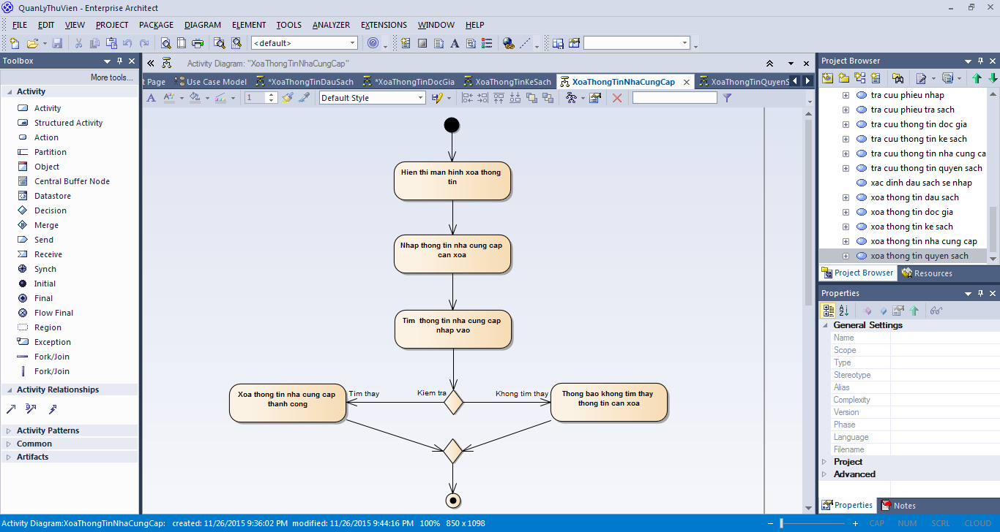 QuanLyThuVien - Enterprise Architect
FILE EDIT VIEW PROJECT PACKAGE DIAGRAM ELEMENT TOOLS ANALYZER EXTENSIONS WINDOW HELP
<default>
Toolbox
More tools...
Activity
Activity
Structured Activity
Action
Partition
Object
Central Buffer Node
Datastore
Decision
Merge
Send
Receive
Synch
Initial
Final
Flow Final
Region
Exception
Fork/Join
Fork/Join
Activity Relationships
Activity Patterns
Common
Artifacts
Activity Diagram: "XoaThongTinNhaCungCap"
t Page Use Case Model *XoaThongTinDauSach *XoaThongTinDocGia XoaThongTinKeSach XoaThongTinNhaCungCap XoaThongTinQuyenS
1 Default Style
Hien thi man hinh xoa thong
tin
Nhap thong tin nha cung cap
can xoa
Tim thong tin nha cung cap
nhap vao
Kiem tra
Tim thay
Khong tim thay
Xoa thong tin nha cung cap
thanh cong
Thong bao khong tim thay
thong tin can xoa
Project Browser
tra cuu phieu nhap
tra cuu phieu tra sach
tra cuu thong tin doc gia
tra cuu thong tin ke sach
tra cuu thong tin nha cung ca
tra cuu thong tin quyen sach
xac dinh dau sach se nhap
xoa thong tin dau sach
xoa thong tin doc gia
xoa thong tin ke sach
xoa thong tin nha cung cap
xoa thong tin quyen sach
Project Browser Resources
Properties
General Settings
Name
Scope
Type
Stereotype
Alias
Complexity
Version
Phase
Language
Filename
Project
Advanced
Properties Notes
Activity Diagram:XoaThongTinNhaCungCap: created: 11/26/2015 9:36:02 PM modified: 11/26/2015 9:44:16 PM 100% 850 x 1098 CAP NUM SCRL CLOUD